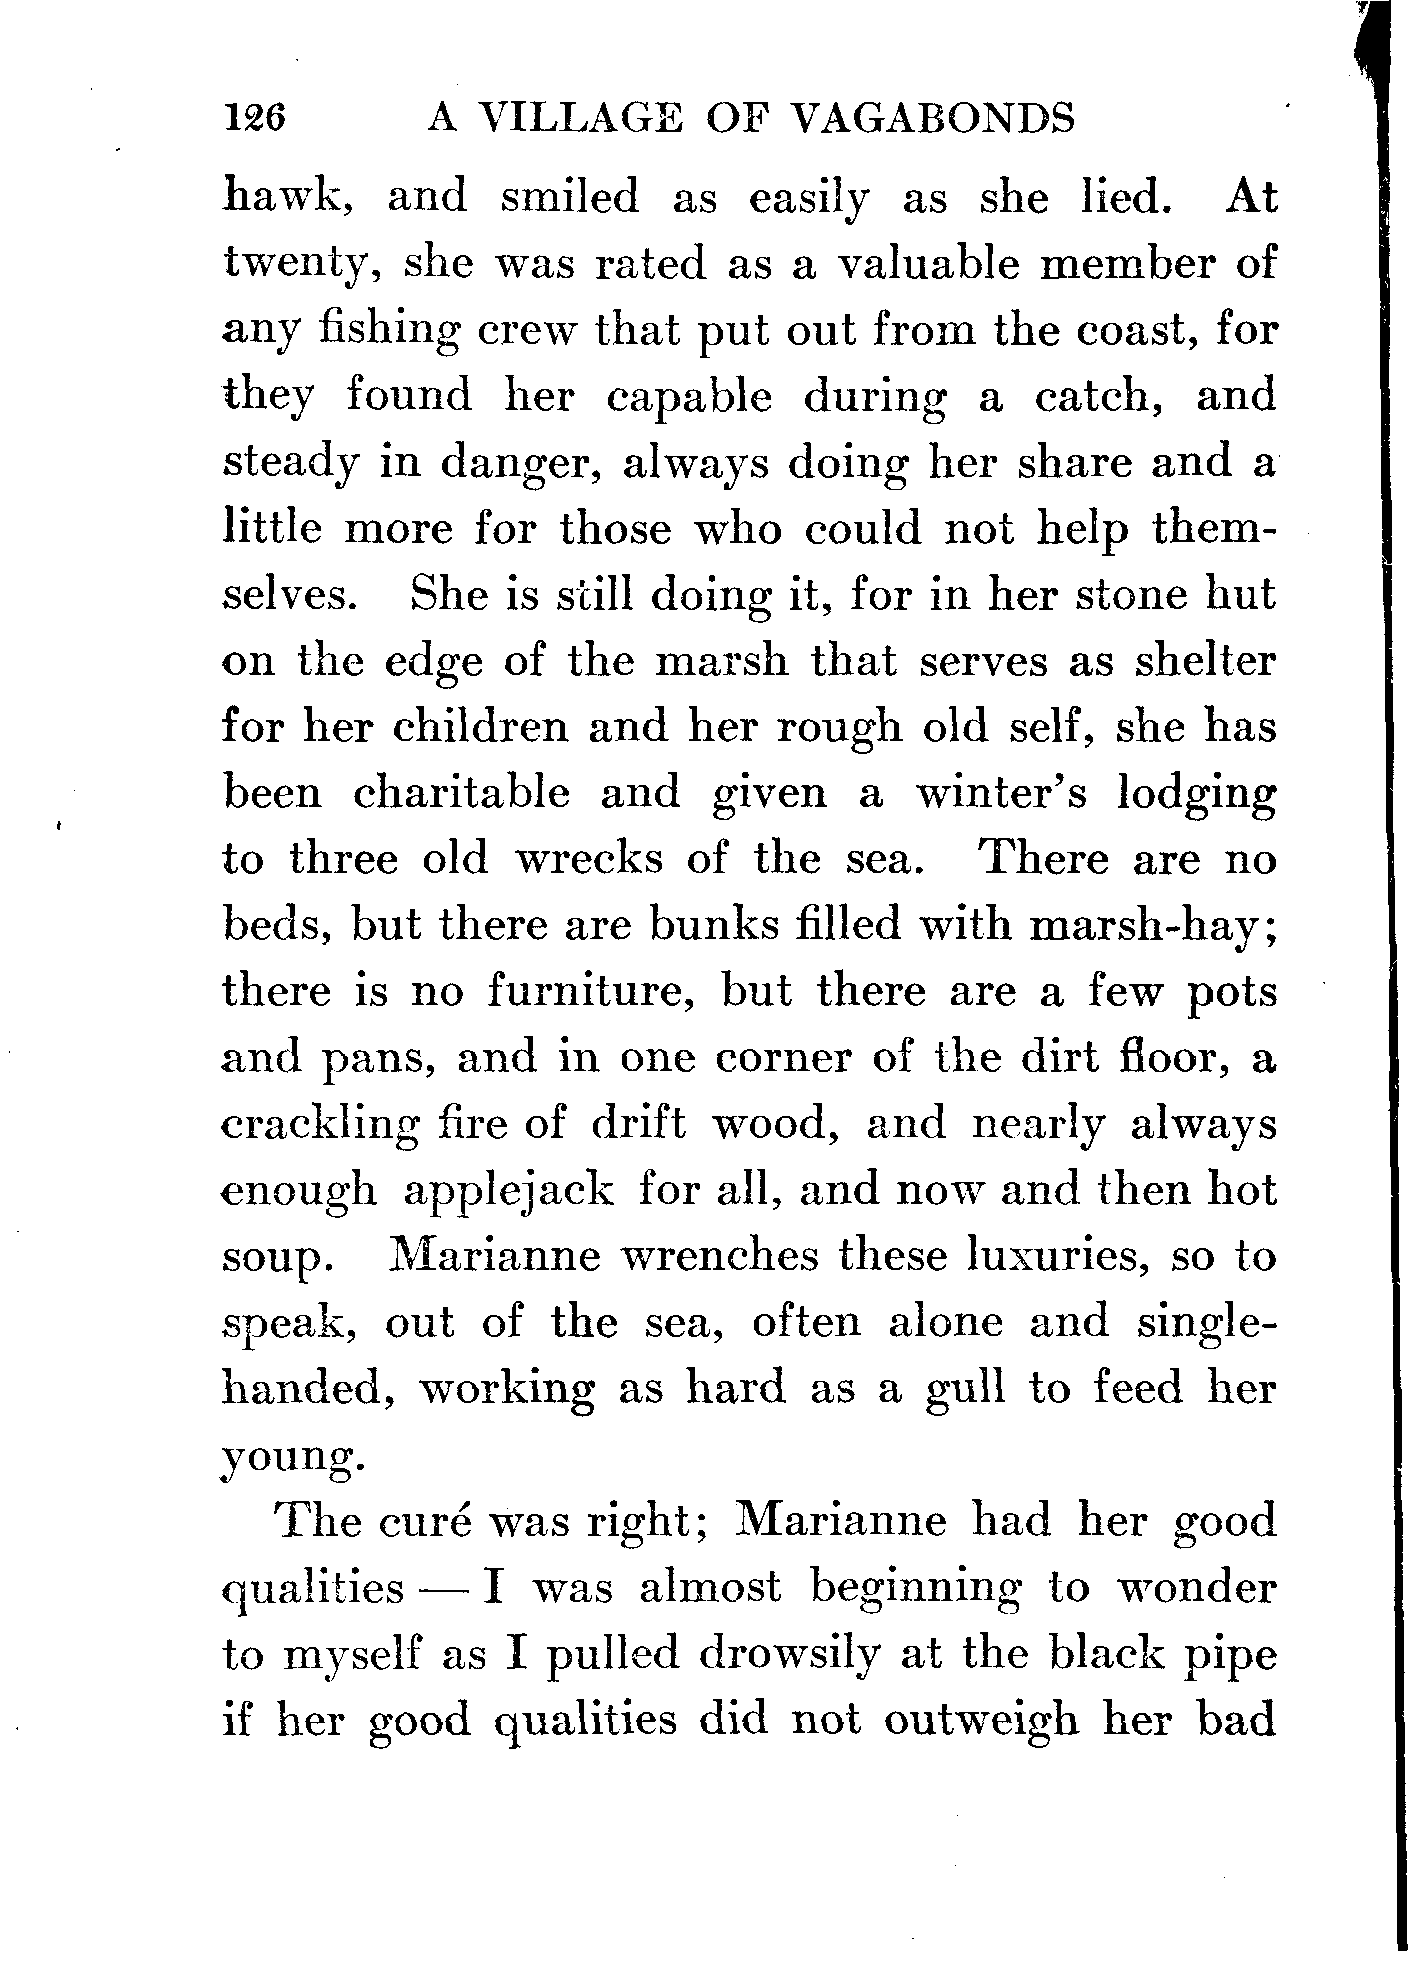 126 A VILLAGE OF VAGABONDS
hawk, and smiled as easily as she lied. At
twenty, she was rated as a valuable member of
any fishing crew that put out from the coast, for
they found her capable during a catch, and
steady in danger, always doing her share and a
little more for those who could not help them-
selves. She is still doing it, for in her stone hut
on the edge of the marsh that serves as shelter
for her children and her rough old self, she has
been charitable and given a winter's lodging
to three old wrecks of the sea. There are no
beds, but there are bunks filled with marsh-hay;
there is no furniture, but there are a few pots
and pans, and in one corner of the dirt floor, a
crackling fire of drift wood, and nearly always
enough applejack for all, and now and then hot
soup. Marianne wrenches these luxuries, so to
speak, out of the sea, often alone and single-
handed, working as hard as a gull to feed her
young.
The curé was right; Marianne had her good
qualities — I was almost beginning to wonder
to myself as I pulled drowsily at the black pipe
if her good qualities did not outweigh her bad